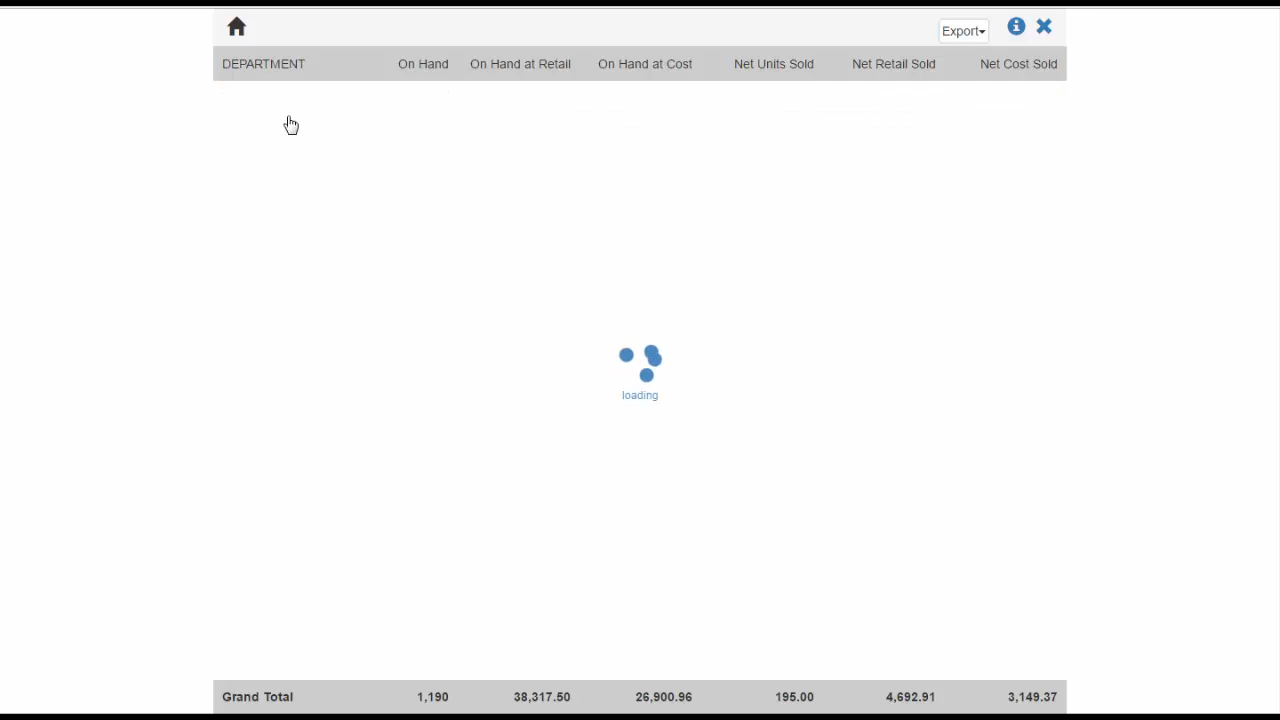 Export
DEPARTMENT On Hand On Hand at Retail On Hand at Cost Net Units Sold Net Retail Sold Net Cost Sold
loading
Grand Total 1,190 38,317.50 26,900.96 195.00 4,692.91 3,149.37